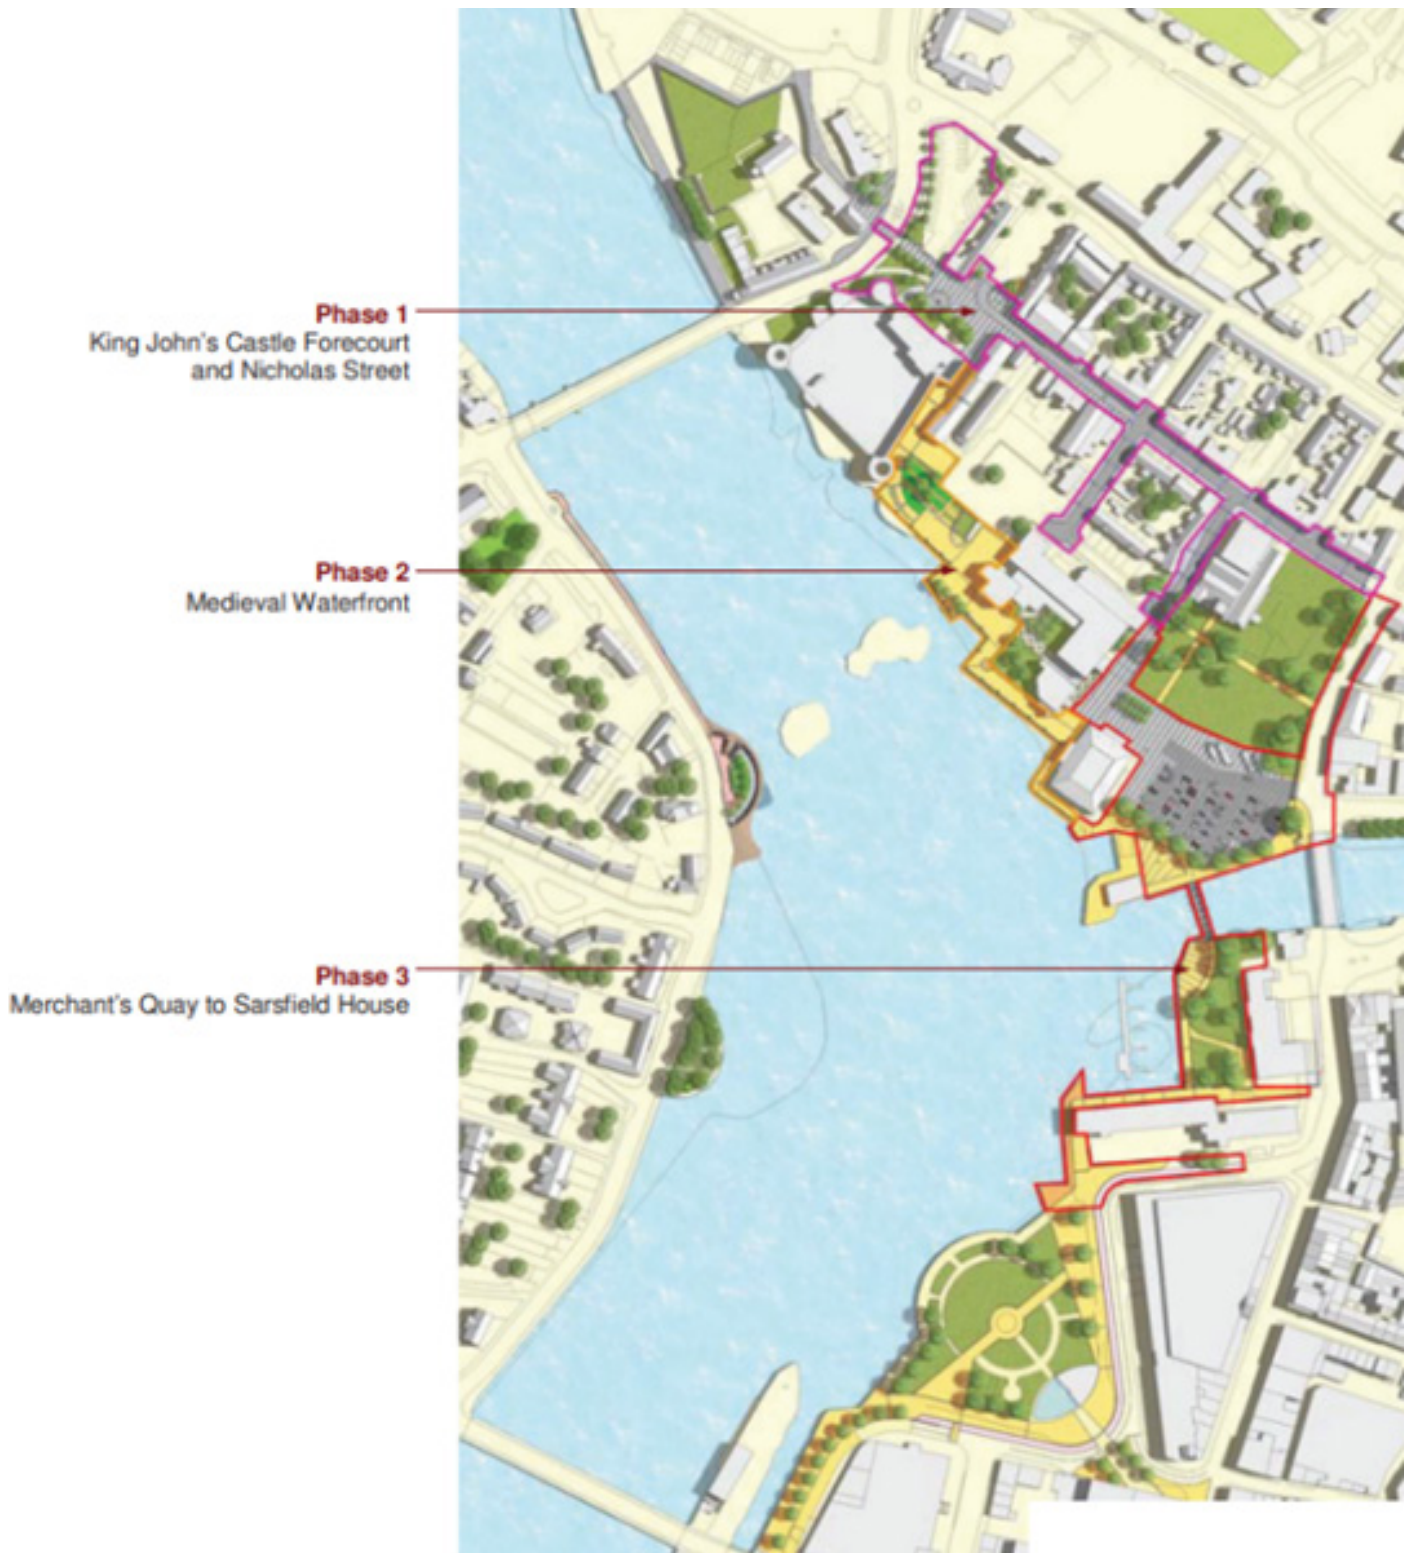 Phase 1
King John's Castle Forecourt
and Nicholas Street
Phase 2
Medieval Waterfront
Phase 3
Merchant's Quay to Sarsfield House